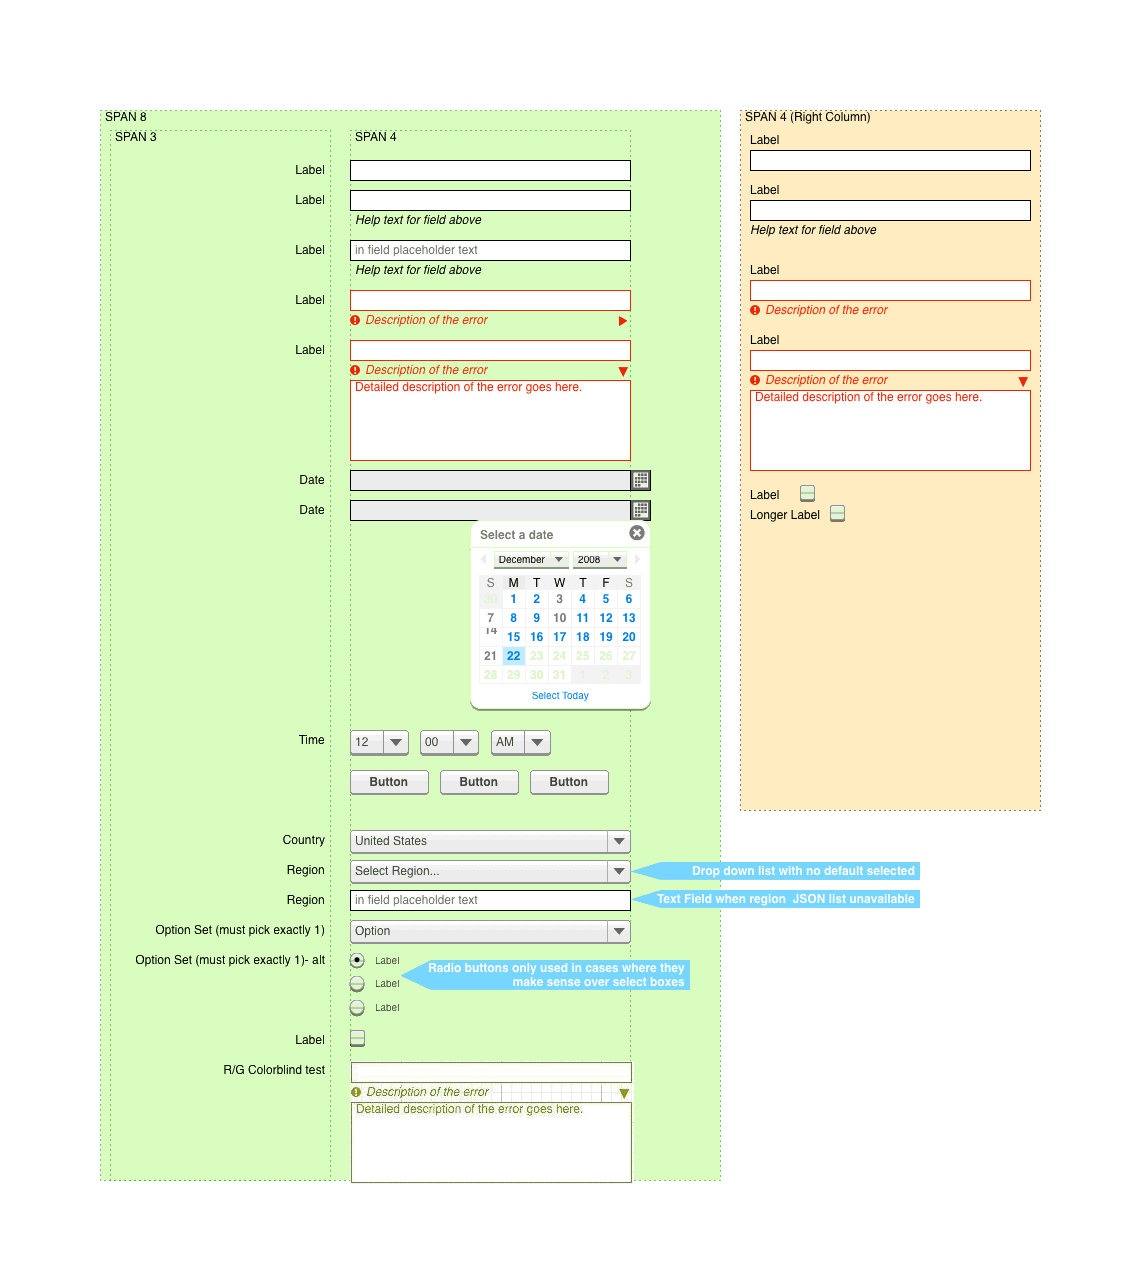 SPAN 8
SPAN 3
SPAN 4
Label
Label
Help text for field above
Label
in field placeholder text
Help text for field above
Label
Description of the error
Label
Description of the error
Detailed description of the error goes here.
Date
Date
Select a date
December 2008
S M T W T F S
30 1 2 3 4 5 6
7 8 9 10 11 12 13
14 15 16 17 18 19 20
21 22 23 24 25 26 27
28 29 30 31 1 2 3
Select Today
Time 12 00 AM
Button Button Button
Country United States
Region Select Region...
Drop down list with no default selected
Region in field placeholder text
Text Field when region JSON list unavailable
Option Set (must pick exactly 1) Option
Option Set (must pick exactly 1)- alt
Label
Label
Label
Radio buttons only used in cases where they
make sense over select boxes
Label
R/G Colorblind test
Description of the error
Detailed description of the error goes here.
SPAN 4 (Right Column)
Label
Label
Help text for field above
Label
Description of the error
Label
Description of the error
Detailed description of the error goes here.
Label
Longer Label